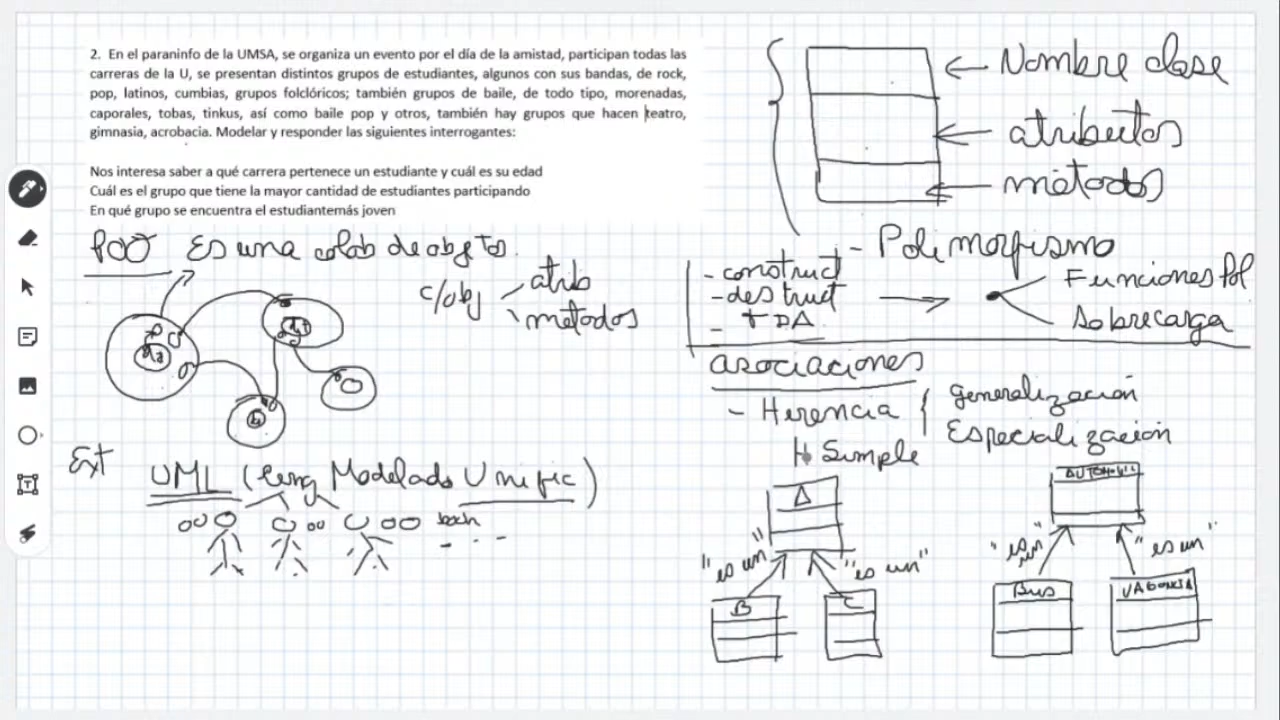 2. En el paraninfo de la UMSA, se organiza un evento por el día de la amistad, participan todas las
carreras de la U, se presentan distintos grupos de estudiantes, algunos con sus bandas, de rock,
pop, latinos, cumbias, grupos folclóricos; también grupos de baile, de todo tipo, morenadas,
caporales, tobas, tinkus, así como baile pop y otros, también hay grupos que hacen teatro,
gimnasia, acrobacia. Modelar y responder las siguientes interrogantes:
Nos interesa saber a qué carrera pertenece un estudiante y cuál es su edad
Cuál es el grupo que tiene la mayor cantidad de estudiantes participando
En qué grupo se encuentra el estudiantemás joven
POO Es una colab de objetos
c/obj
atrib
metodos
Ext
UML (Leng Modelado Unific)
Nombre clase
atributos
metodos
- Polimorfismo
- construct
- destruct
- TDA
Funciones Pol
Sobrecarga
asociaciones
- Herencia
Generalización
Especialización
H Simple
A
"es un"
"es un"
B
C
AUTOMOVIL
"es un"
"es un"
Bus
VAGONETA